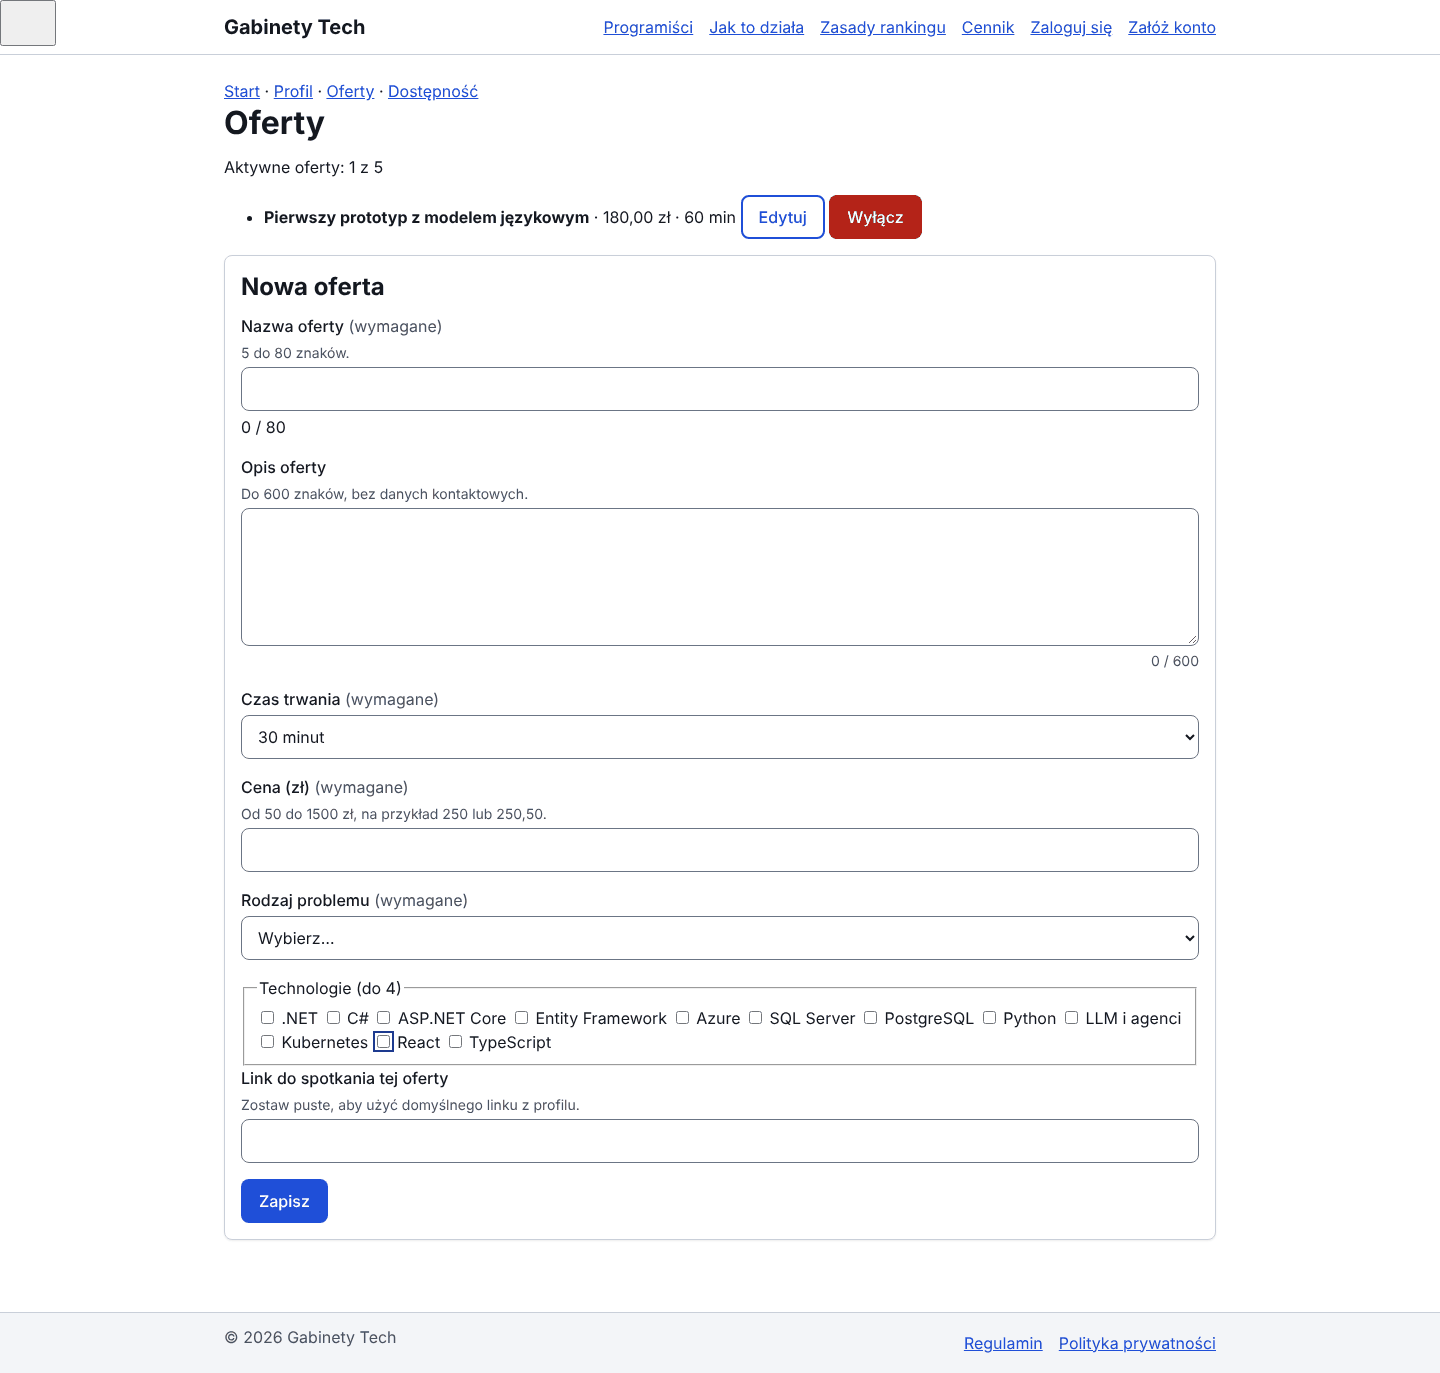 Gabinety Tech
Programiści Jak to działa Zasady rankingu Cennik Zaloguj się Załóż konto
Start · Profil · Oferty · Dostępność
Oferty
Aktywne oferty: 1 z 5
Pierwszy prototyp z modelem językowym · 180,00 zł · 60 min Edytuj Wyłącz
Nowa oferta
Nazwa oferty (wymagane)
5 do 80 znaków.
0 / 80
Opis oferty
Do 600 znaków, bez danych kontaktowych.
0 / 600
Czas trwania (wymagane)
30 minut
Cena (zł) (wymagane)
Od 50 do 1500 zł, na przykład 250 lub 250,50.
Rodzaj problemu (wymagane)
Wybierz...
Technologie (do 4)
.NET C# ASP.NET Core Entity Framework Azure SQL Server PostgreSQL Python LLM i agenci
Kubernetes React TypeScript
Link do spotkania tej oferty
Zostaw puste, aby użyć domyślnego linku z profilu.
Zapisz
© 2026 Gabinety Tech
Regulamin Polityka prywatności